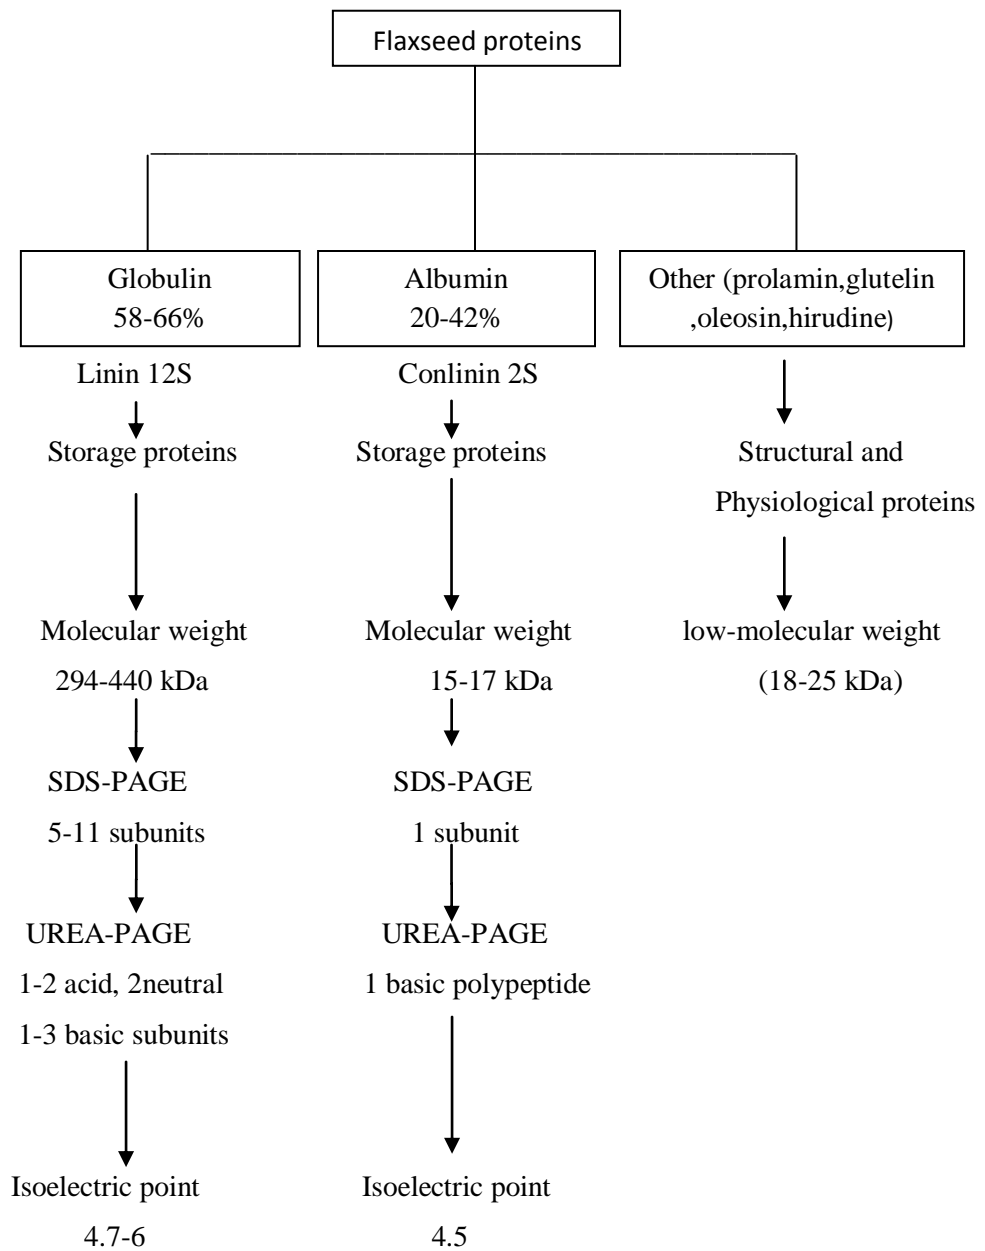 Flaxseed proteins
Globulin
58-66%
Linin 12S
Storage proteins
Molecular weight
294-440 kDa
SDS-PAGE
5-11 subunits
UREA-PAGE
1-2 acid, 2neutral
1-3 basic subunits
Isoelectric point
4.7-6
Albumin
20-42%
Conlinin 2S
Storage proteins
Molecular weight
15-17 kDa
SDS-PAGE
1 subunit
UREA-PAGE
1 basic polypeptide
Isoelectric point
4.5
Other (prolamin,glutelin
,oleosin,hirudine)
Structural and
Physiological proteins
low-molecular weight
(18-25 kDa)